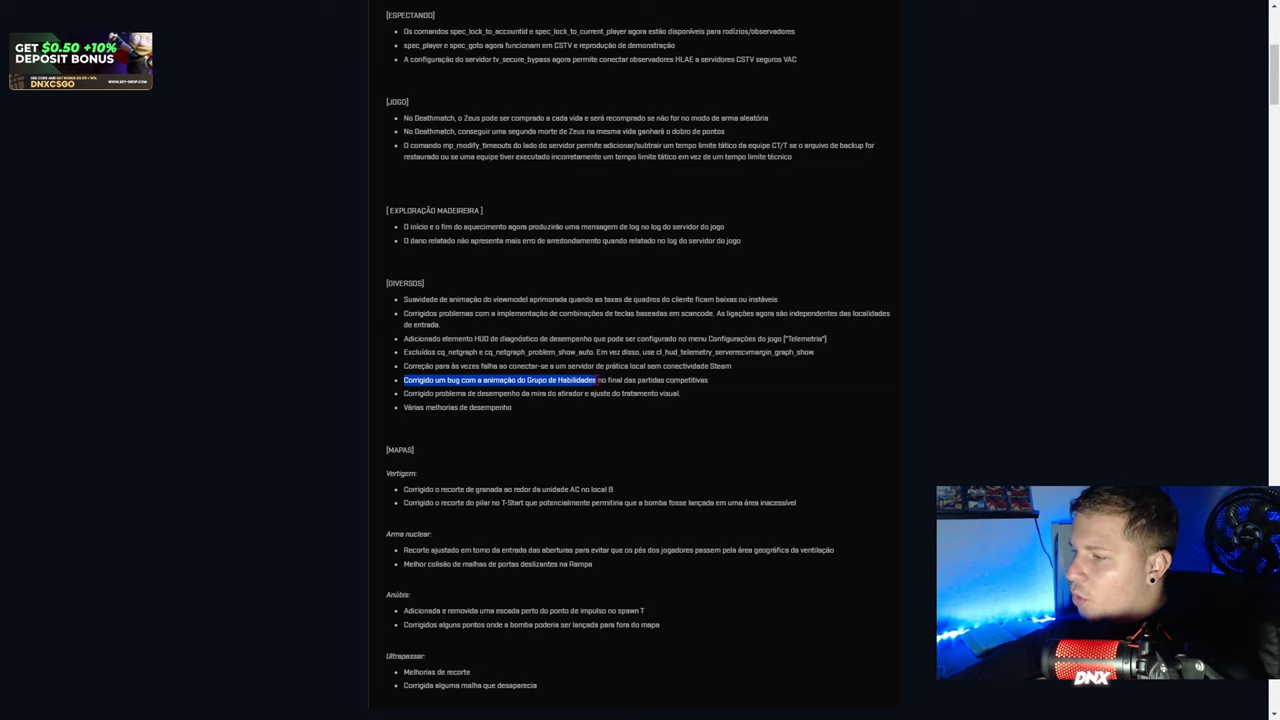 [ESPECTANDO]
Os comandos spec_lock_to_accountid e spec_lock_to_current_player agora estão disponíveis para rodízios/observadores
spec_player e spec_goto agora funcionam em CSTV e reprodução de demonstração
A configuração do servidor tv_secure_bypass agora permite conectar observadores HLAE a servidores CSTV seguros VAC
GET $0.50 +10%
DEPOSIT BONUS
USE CODE AND GET BONUS $0.50 + 10%
DNXCSGO
WWW.KEY-DROP.COM
[JOGO]
No Deathmatch, o Zeus pode ser comprado a cada vida e será recomprado se não for no modo de arma aleatória
No Deathmatch, conseguir uma segunda morte de Zeus na mesma vida ganhará o dobro de pontos
O comando mp_modify_timeouts do lado do servidor permite adicionar/subtrair um tempo limite tático da equipe CT/T se o arquivo de backup for
restaurado ou se uma equipe tiver executado incorretamente um tempo limite tático em vez de um tempo limite técnico
[ EXPLORAÇÃO MADEIREIRA ]
O início e o fim do aquecimento agora produzirão uma mensagem de log no log do servidor do jogo
O dano relatado não apresenta mais erro de arredondamento quando relatado no log do servidor do jogo
[DIVERSOS]
Suavidade de animação do viewmodel aprimorada quando as taxas de quadros do cliente ficam baixas ou instáveis
Corrigidos problemas com a implementação de combinações de teclas baseadas em scancode. As ligações agora são independentes das localidades
de entrada.
Adicionado elemento HUD de diagnóstico de desempenho que pode ser configurado no menu Configurações do jogo ("Telemetria")
Excluídos cq_netgraph e cq_netgraph_problem_show_auto. Em vez disso, use cl_hud_telemetry_serverrecvmargin_graph_show.
Correção para às vezes falha ao conectar-se a um servidor de prática local sem conectividade Steam
Corrigido um bug com a animação do Grupo de Habilidades no final das partidas competitivas
Corrigido problema de desempenho da mira do atirador e ajuste do tratamento visual.
Várias melhorias de desempenho
[MAPAS]
Vertigem:
Corrigido o recorte de granada ao redor da unidade AC no local B
Corrigido o recorte do pilar no T-Start que potencialmente permitiria que a bomba fosse lançada em uma área inacessível
Arma nuclear:
Recorte ajustado em torno da entrada das aberturas para evitar que os pés dos jogadores passem pela área geográfica da ventilação
Melhor colisão de malhas de portas deslizantes na Rampa
Anúbis:
Adicionada e removida uma escada perto do ponto de impulso no spawn T
Corrigidos alguns pontos onde a bomba poderia ser lançada para fora do mapa
Ultrapassar:
Melhorias de recorte
Corrigida alguma malha que desaparecia
DNX